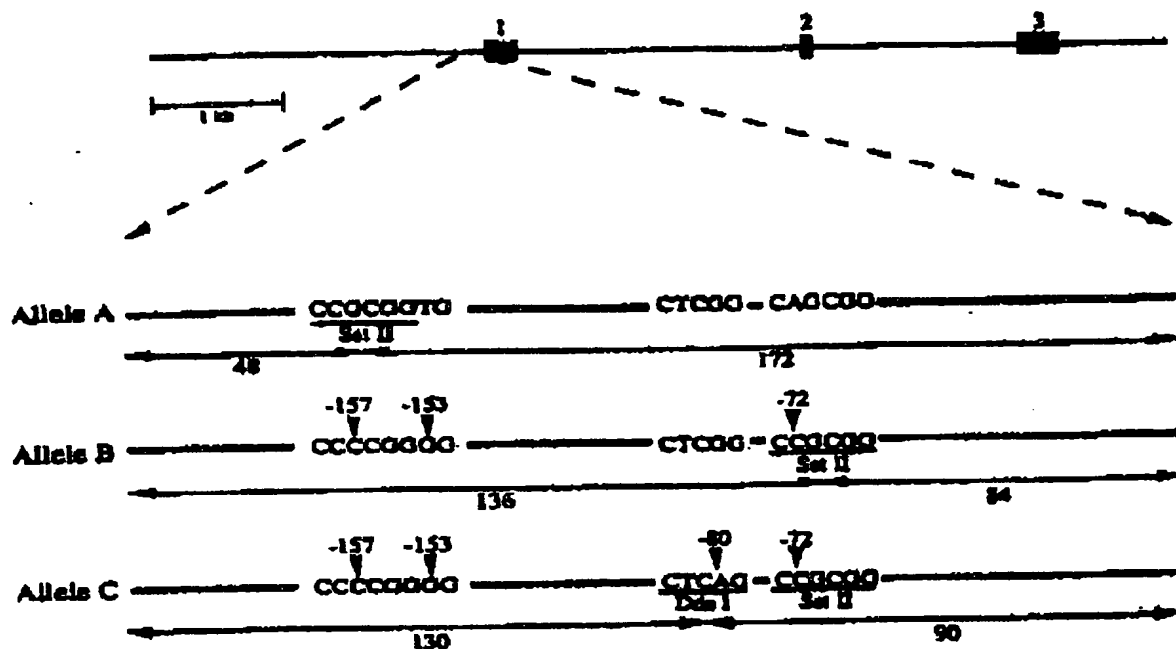 1 2 3
1 kb
Allele A CCGCGGTG CTCGG - CAGCGG
Sst II
48 172
-157 -153 -72
Allele B CCCCGGGG CTCGG - CCGCGG
Sst II
136 84
-157 -153 -80 -72
Allele C CCCCGGGG CTCAG - CCGCGG
Dde I Sst II
130 90